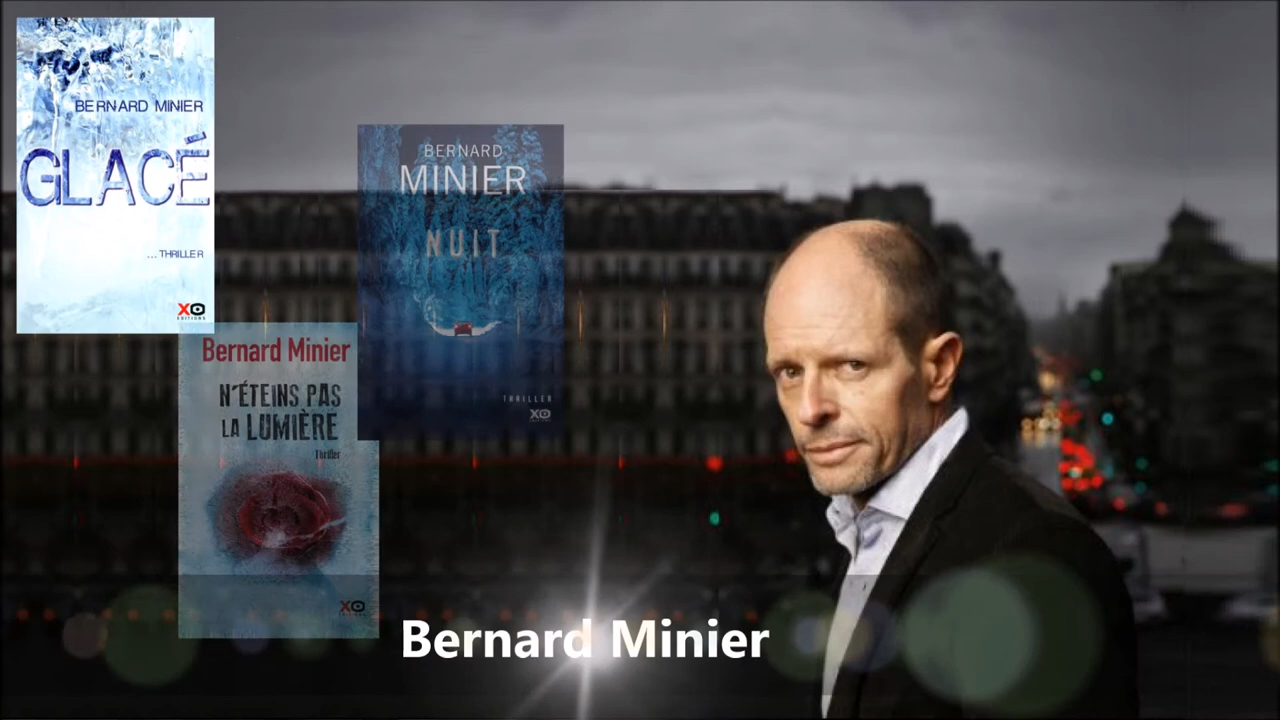 BERNARD MINIER
GLACÉ
...THRILLER
XO
EDITIONS
BERNARD
MINIER
NUIT
THRILLER
XO
Bernard Minier
N'ÉTEINS PAS
LA LUMIÈRE
Thriller
XO
Bernard Minier